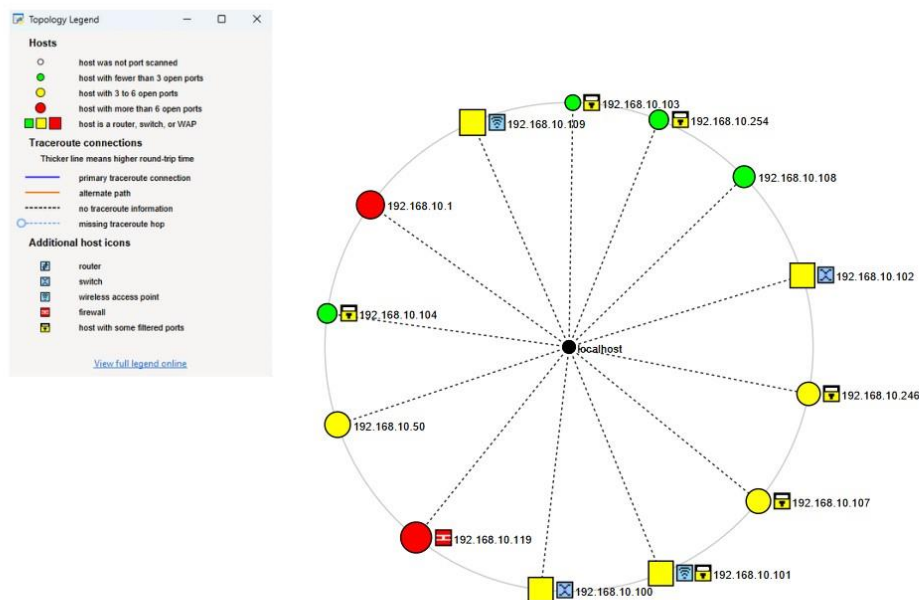 Topology Legend
Hosts
host was not port scanned
host with fewer than 3 open ports
host with 3 to 6 open ports
host with more than 6 open ports
host is a router, switch, or WAP
Traceroute connections
Thicker line means higher round-trip time
primary traceroute connection
alternate path
no traceroute information
missing traceroute hop
Additional host icons
router
switch
wireless access point
firewall
host with some filtered ports
View full legend online
192.168.10.103
192.168.10.254
192.168.10.109
192.168.10.108
192.168.10.1
192.168.10.102
192.168.10.104
localhost
192.168.10.246
192.168.10.50
192.168.10.107
192.168.10.119
192.168.10.101
192.168.10.100